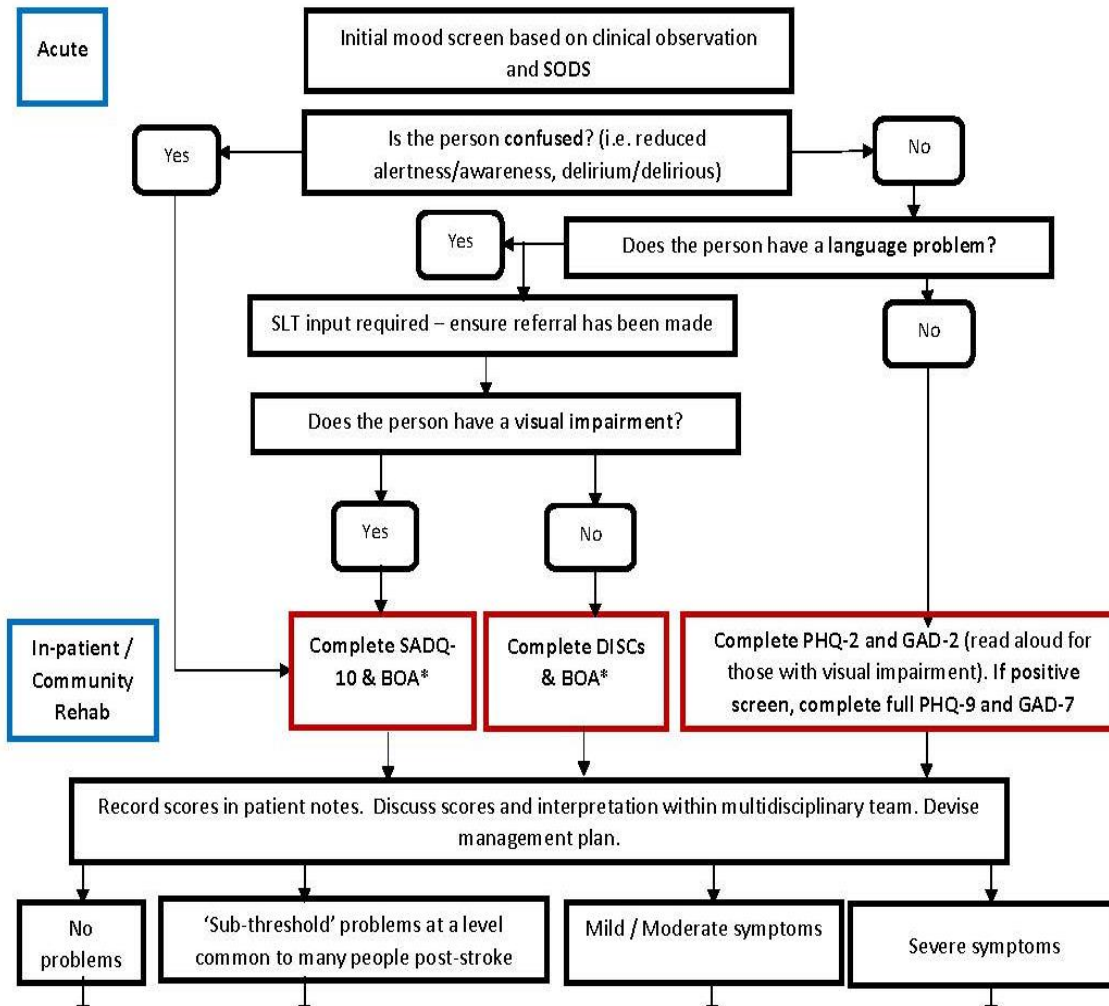 Acute
Initial mood screen based on clinical observation
and SODS
Is the person confused? (i.e. reduced
alertness/awareness, delirium/delirious)
Yes
No
Does the person have a language problem?
Yes
No
SLT input required – ensure referral has been made
Does the person have a visual impairment?
Yes
No
In-patient /
Community
Rehab
Complete SADQ-
10 & BOA*
Complete DISCs
& BOA*
Complete PHQ-2 and GAD-2 (read aloud for
those with visual impairment). If positive
screen, complete full PHQ-9 and GAD-7
Record scores in patient notes. Discuss scores and interpretation within multidisciplinary team. Devise
management plan.
No
problems
‘Sub-threshold’ problems at a level
common to many people post-stroke
Mild / Moderate symptoms
Severe symptoms